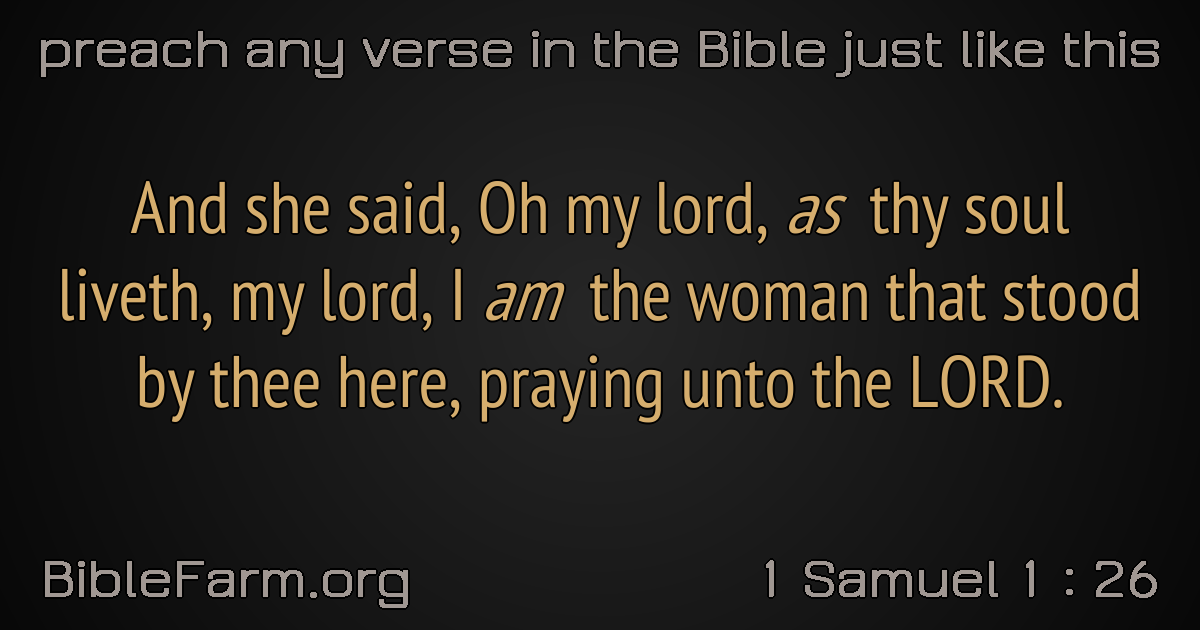 preach any verse in the Bible just like this
And she said, Oh my lord, as thy soul
liveth, my lord, I am the woman that stood
by thee here, praying unto the LORD.
BibleFarm.org
1 Samuel 1 : 26